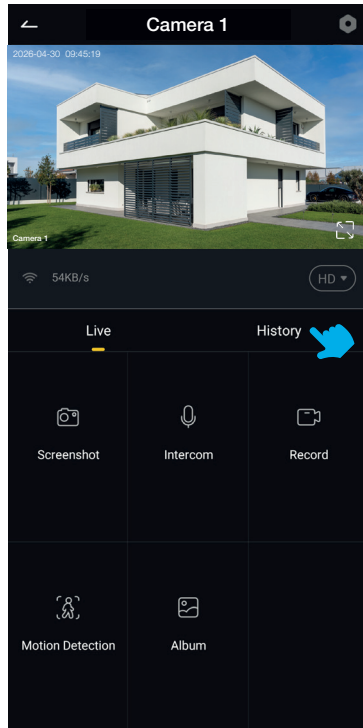 Camera 1
2026-04-30 09:45:19
Camera 1
54KB/s
HD
Live
History
Screenshot
Intercom
Record
Motion Detection
Album